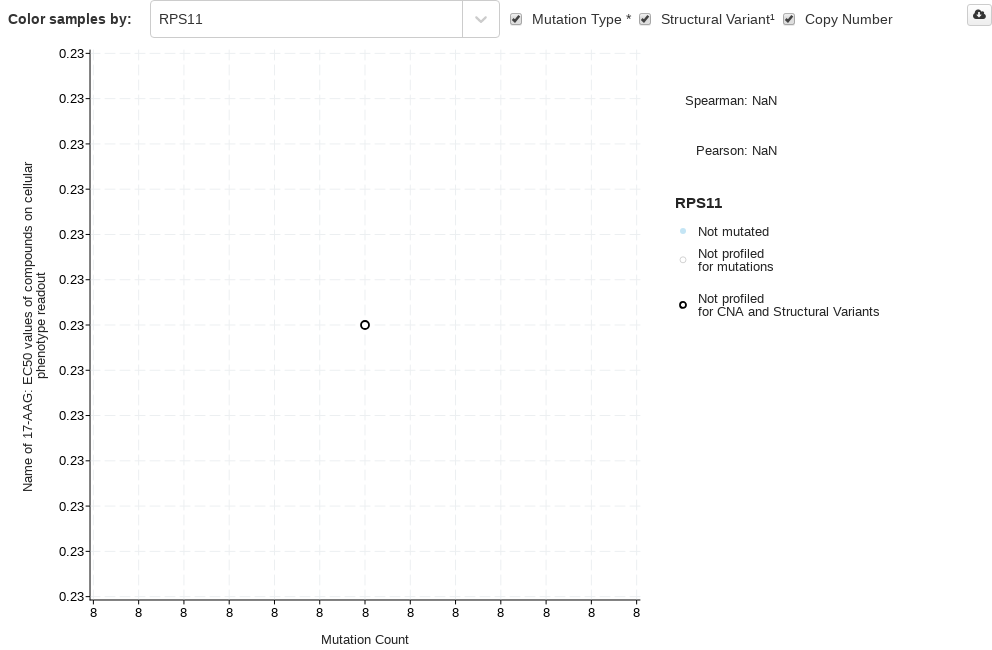 Color samples by:
RPS11
Mutation Type *
Structural Variant¹
Copy Number
0.23
0.23
0.23
0.23
0.23
0.23
0.23
0.23
0.23
0.23
0.23
0.23
0.23
Name of 17-AAG: EC50 values of compounds on cellular
phenotype readout
8
8
8
8
8
8
8
8
8
8
8
8
8
Mutation Count
Spearman: NaN
Pearson: NaN
RPS11
Not mutated
Not profiled
for mutations
Not profiled
for CNA and Structural Variants